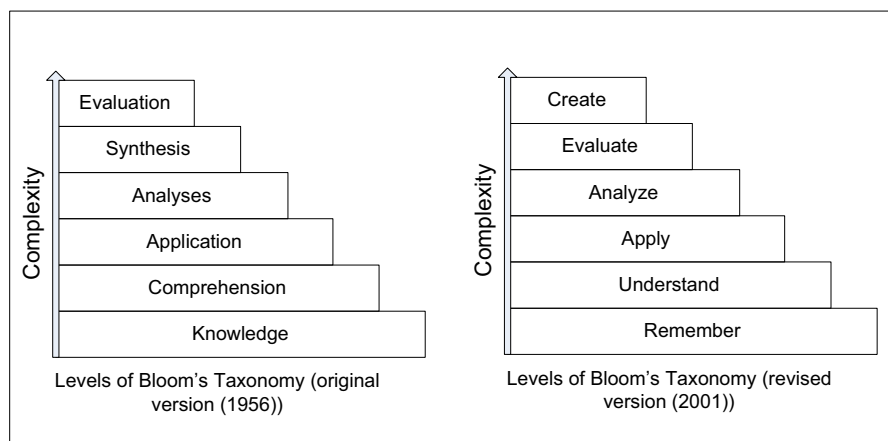 Complexity
Evaluation
Synthesis
Analyses
Application
Comprehension
Knowledge
Levels of Bloom's Taxonomy (original
version (1956))
Complexity
Create
Evaluate
Analyze
Apply
Understand
Remember
Levels of Bloom's Taxonomy (revised
version (2001))